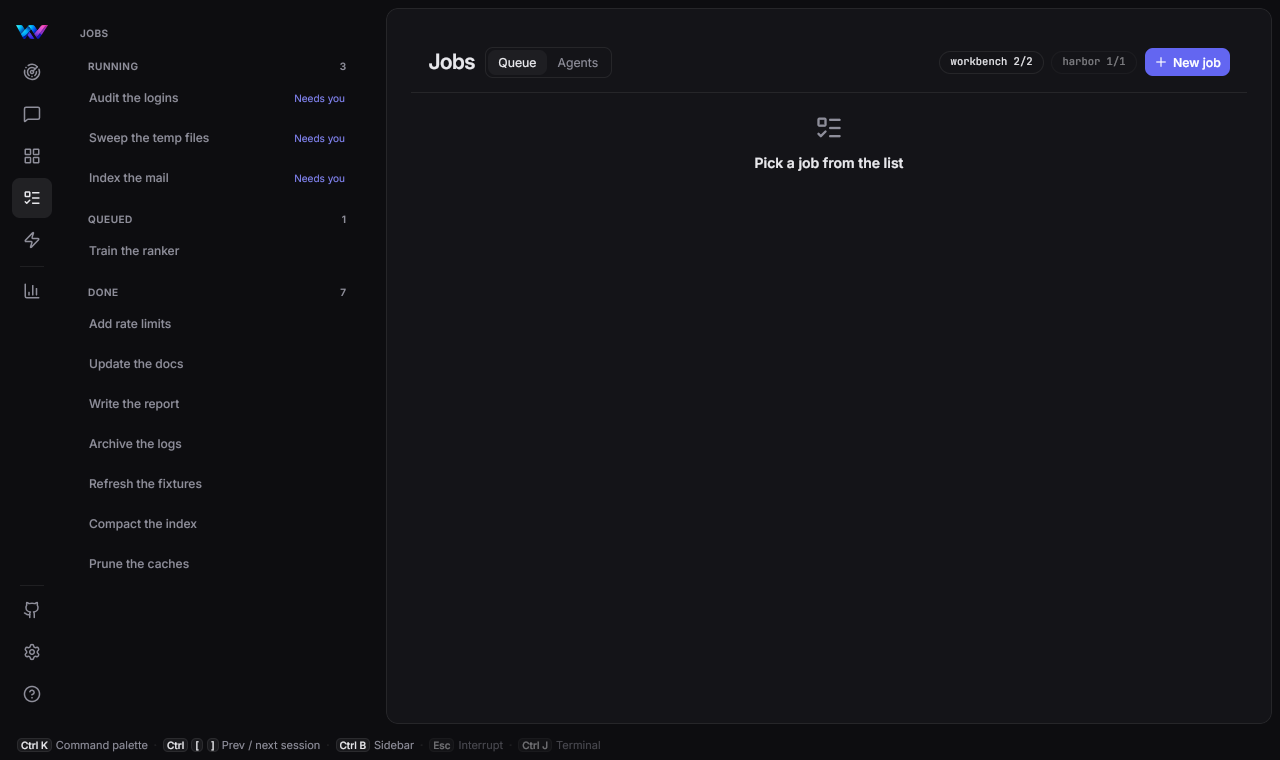 JOBS
RUNNING 3
Audit the logins Needs you
Sweep the temp files Needs you
Index the mail Needs you
QUEUED 1
Train the ranker
DONE 7
Add rate limits
Update the docs
Write the report
Archive the logs
Refresh the fixtures
Compact the index
Prune the caches
Jobs Queue Agents workbench 2/2 harbor 1/1 + New job
Pick a job from the list
Ctrl K Command palette · Ctrl [ ] Prev / next session · Ctrl B Sidebar · Esc Interrupt · Ctrl J Terminal